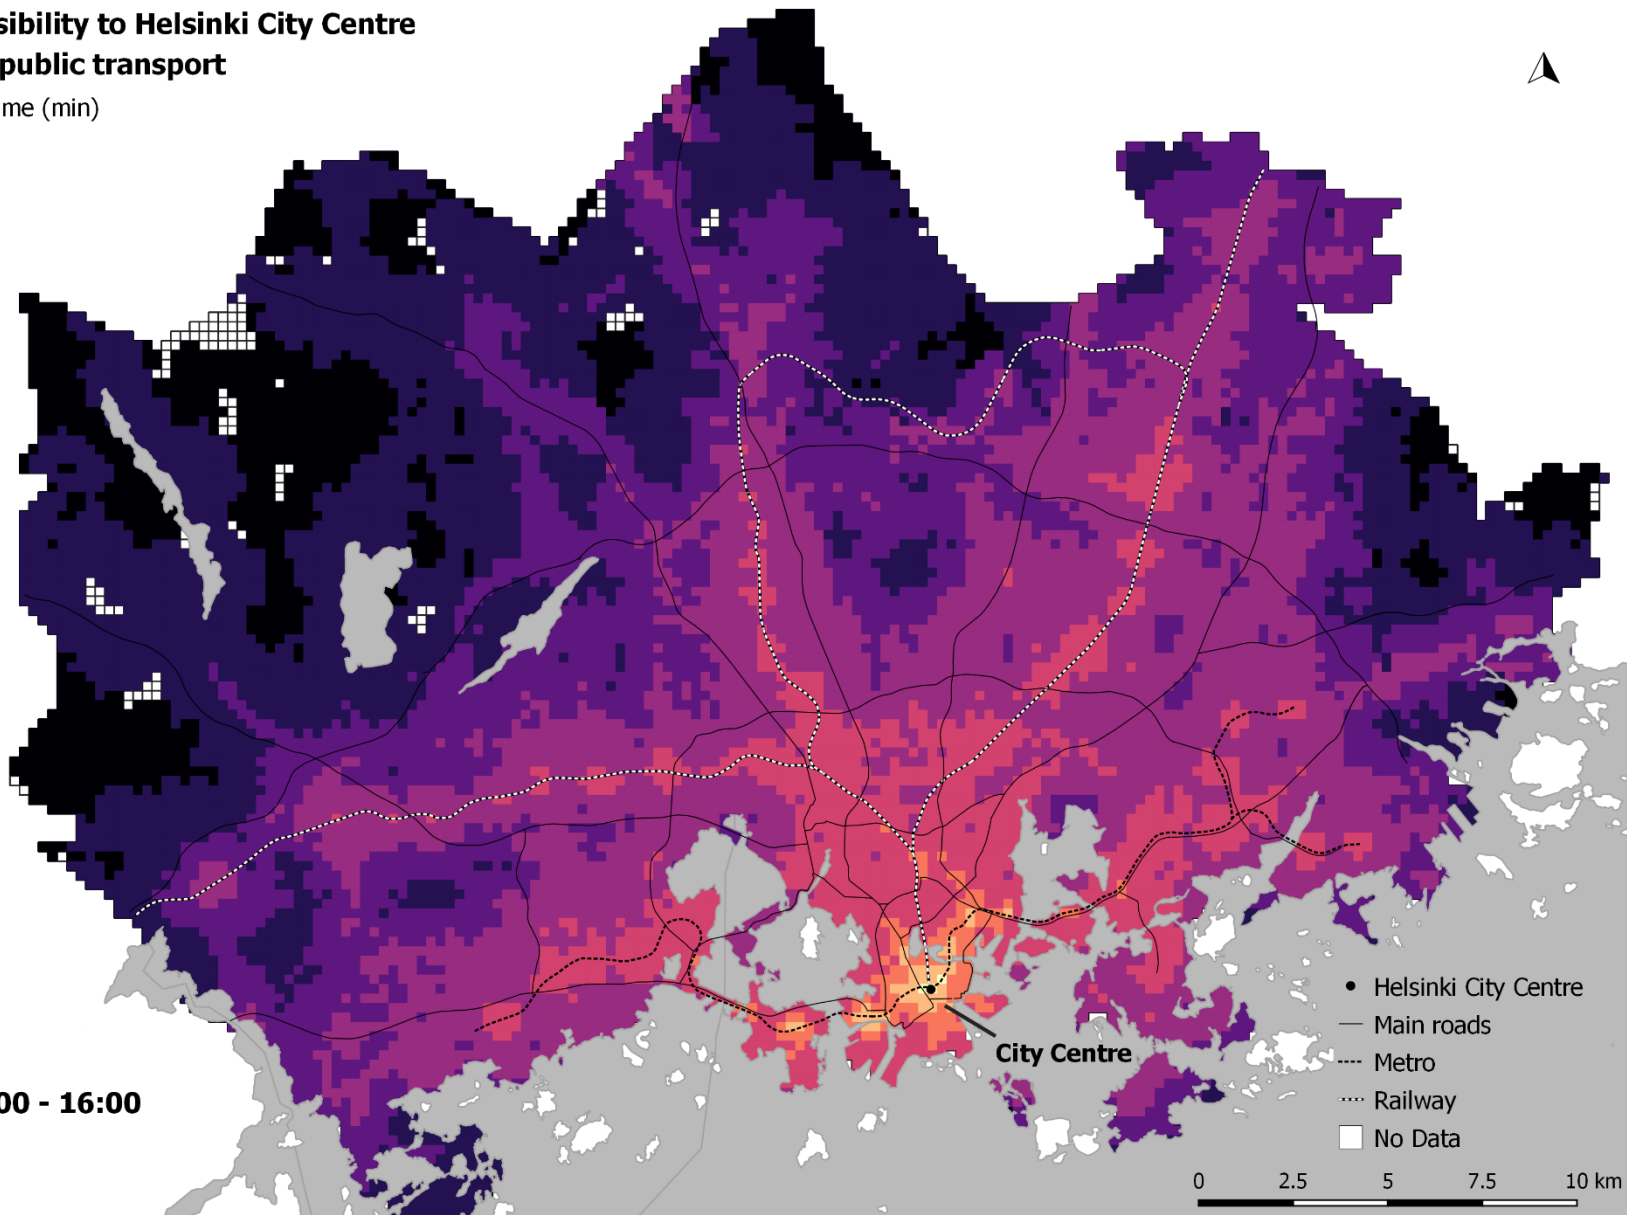 sibility to Helsinki City Centre
public transport
me (min)
City Centre
00 - 16:00
Helsinki City Centre
Main roads
Metro
Railway
No Data
0 2.5 5 7.5 10 km